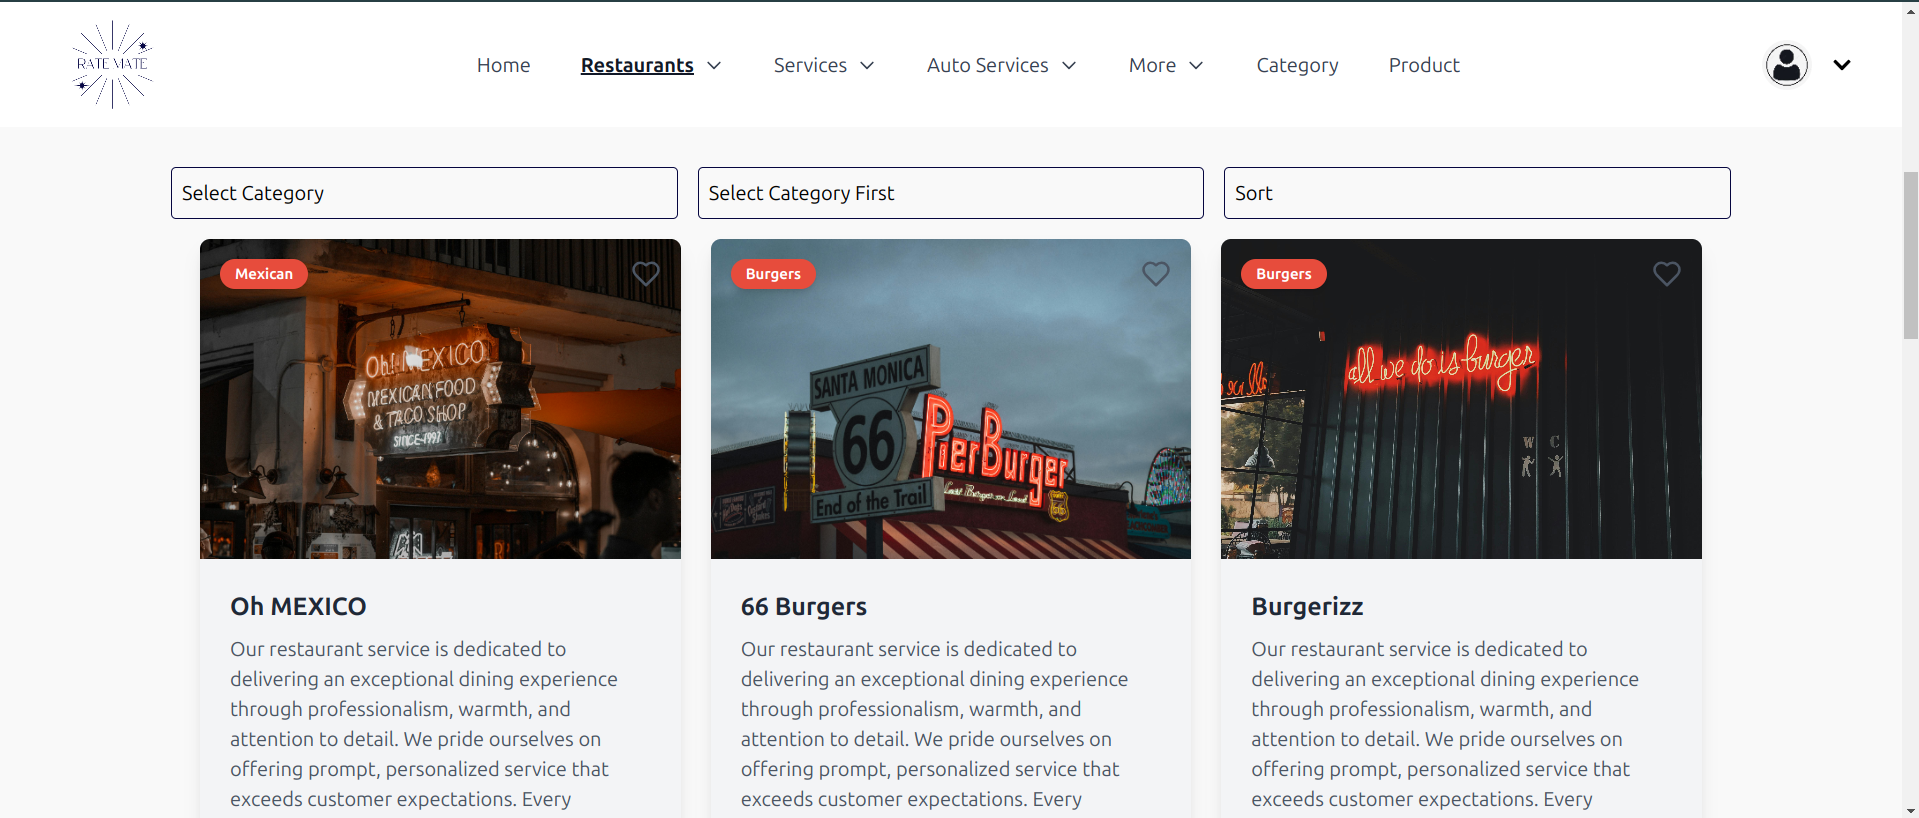 RATE MATE
Home
Restaurants
Services
Auto Services
More
Category
Product
Select Category
Select Category First
Sort
Mexican
Oh! MEXICO
MEXICAN FOOD
& TACO SHOP
SINCE 1997
Burgers
SANTA MONICA
66
End of the Trail
PierBurger
Last Burger on Land
Burgers
all we do is burger
W C
Oh MEXICO
Our restaurant service is dedicated to
delivering an exceptional dining experience
through professionalism, warmth, and
attention to detail. We pride ourselves on
offering prompt, personalized service that
exceeds customer expectations. Every
66 Burgers
Our restaurant service is dedicated to
delivering an exceptional dining experience
through professionalism, warmth, and
attention to detail. We pride ourselves on
offering prompt, personalized service that
exceeds customer expectations. Every
Burgerizz
Our restaurant service is dedicated to
delivering an exceptional dining experience
through professionalism, warmth, and
attention to detail. We pride ourselves on
offering prompt, personalized service that
exceeds customer expectations. Every